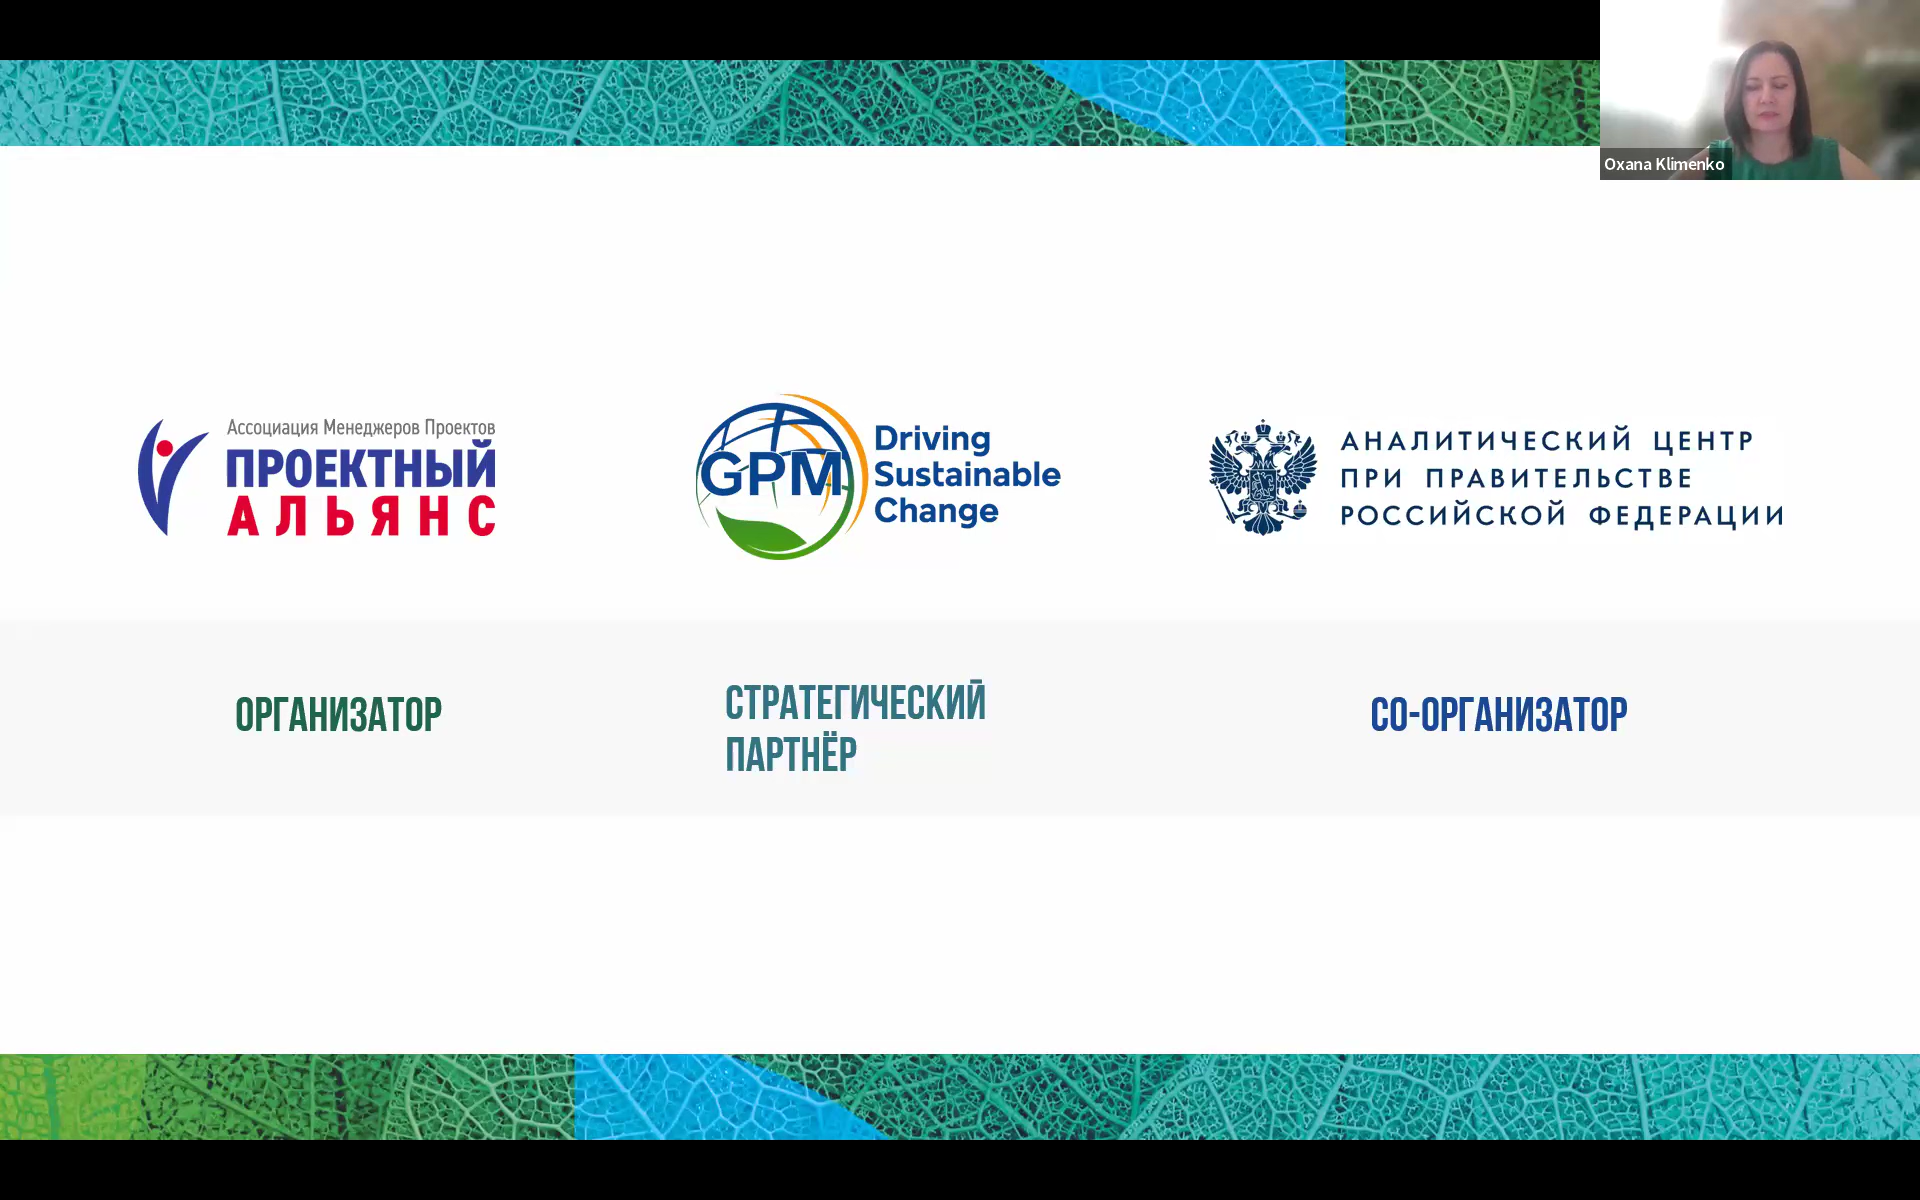 Oxana Klimenko
Ассоциация Менеджеров Проектов
ПРОЕКТНЫЙ
АЛЬЯНС
GPM
Driving
Sustainable
Change
АНАЛИТИЧЕСКИЙ ЦЕНТР
ПРИ ПРАВИТЕЛЬСТВЕ
РОССИЙСКОЙ ФЕДЕРАЦИИ
ОРГАНИЗАТОР
СТРАТЕГИЧЕСКИЙ
ПАРТНЁР
СО-ОРГАНИЗАТОР